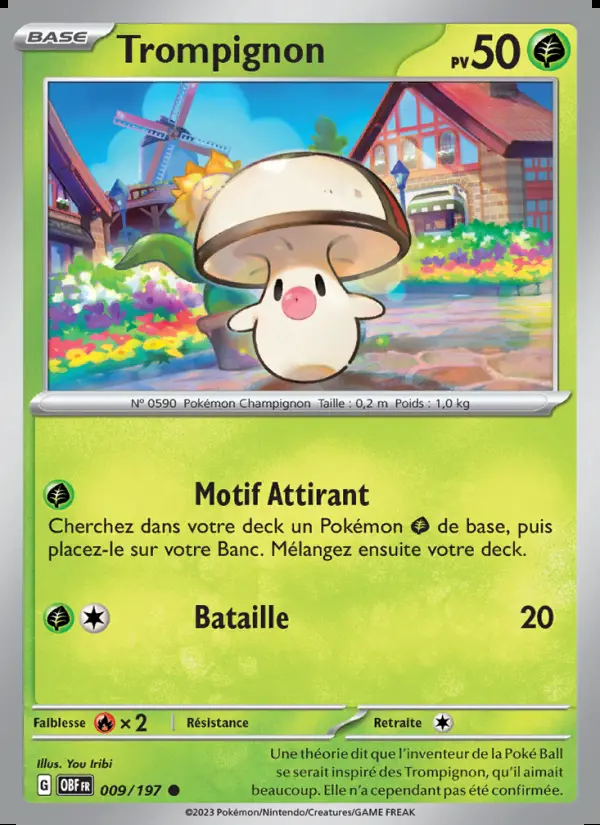 BASE
Trompignon
PV 50
N° 0590 Pokémon Champignon Taille : 0,2 m Poids : 1,0 kg
Motif Attirant
Cherchez dans votre deck un Pokémon de base, puis
placez-le sur votre Banc. Mélangez ensuite votre deck.
Bataille 20
Faiblesse ×2 Résistance Retraite
Illus. You Iribi
G OBF FR 009/197
Une théorie dit que l'inventeur de la Poké Ball
se serait inspiré des Trompignon, qu'il aimait
beaucoup. Elle n'a cependant pas été confirmée.
©2023 Pokémon/Nintendo/Creatures/GAME FREAK